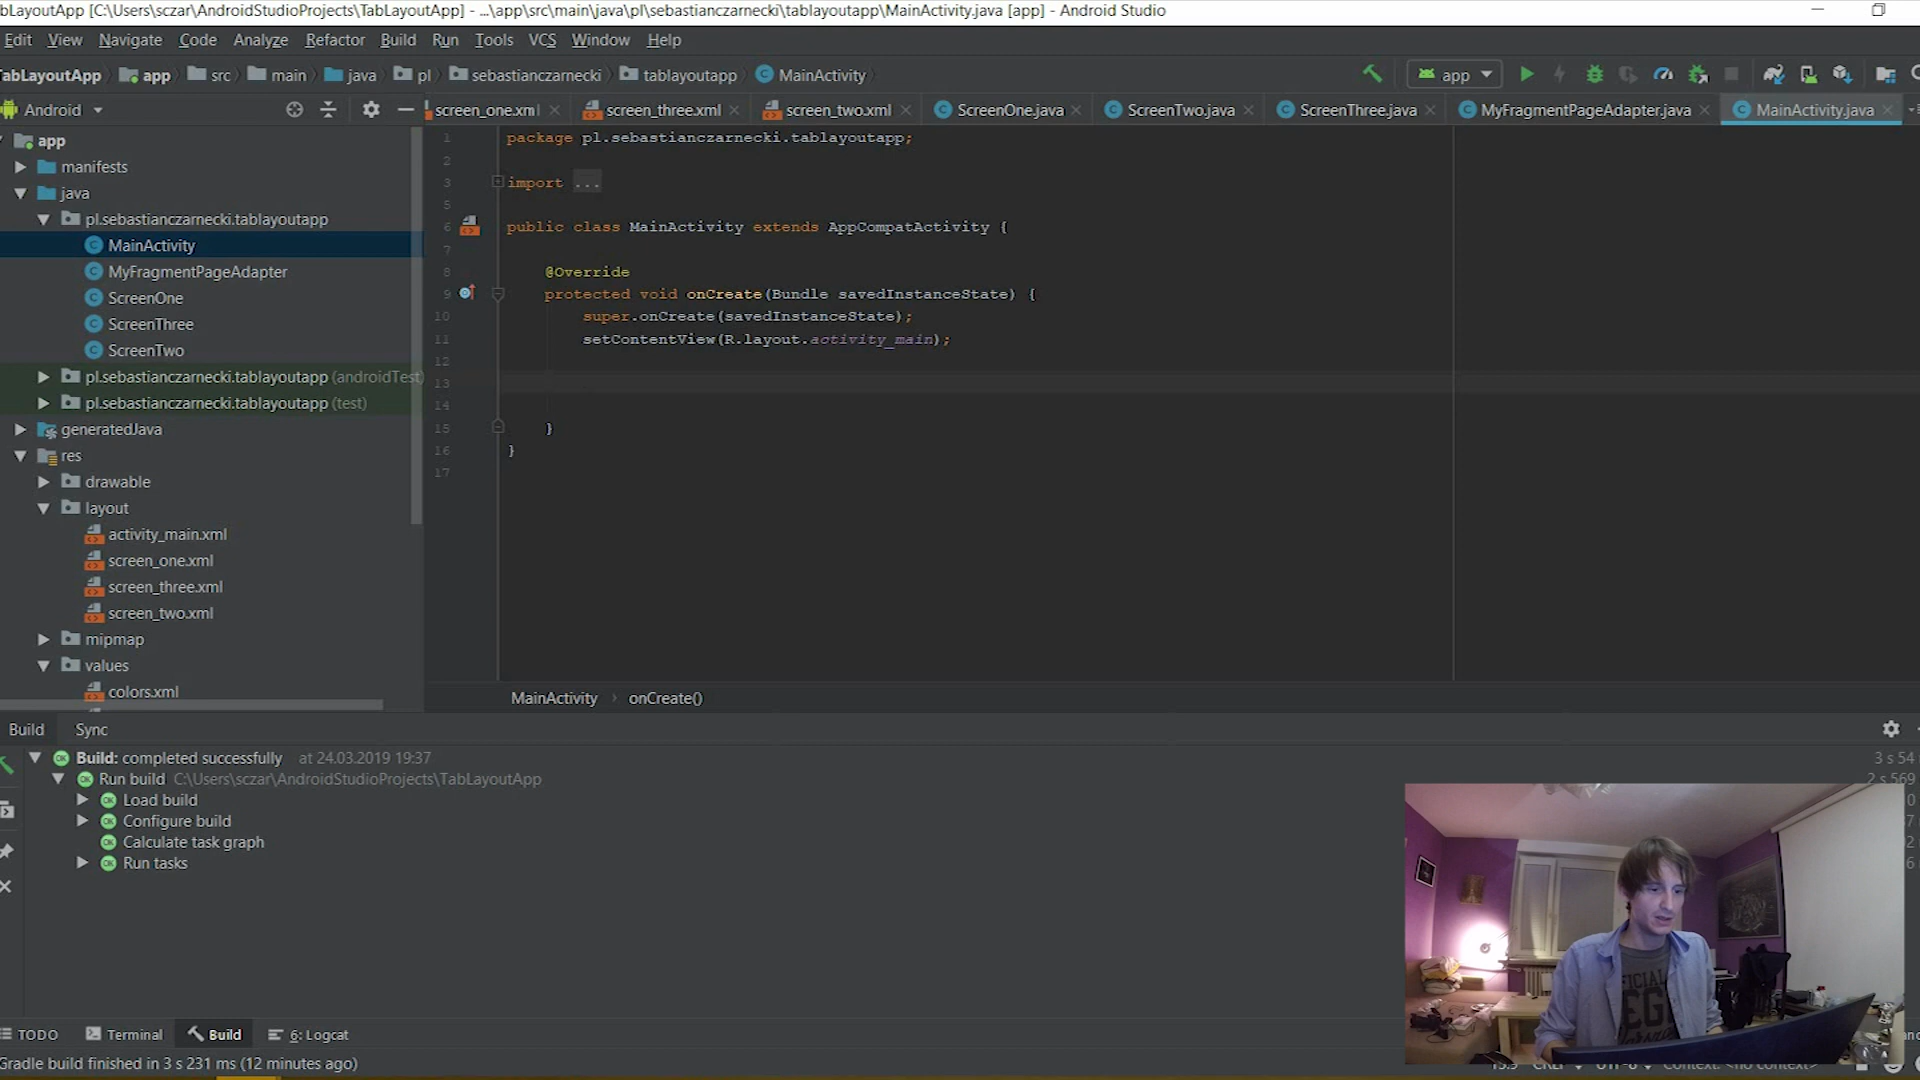 bLayoutApp [C:\Users\sczar\AndroidStudioProjects\TabLayoutApp] - ...\app\src\main\java\pl\sebastianczarnecki\tablayoutapp\MainActivity.java [app] - Android Studio
Edit View Navigate Code Analyze Refactor Build Run Tools VCS Window Help
TabLayoutApp app src main java pl sebastianczarnecki tablayoutapp MainActivity app
Android screen_one.xml screen_three.xml screen_two.xml ScreenOne.java ScreenTwo.java ScreenThree.java MyFragmentPageAdapter.java MainActivity.java
app
manifests
java
pl.sebastianczarnecki.tablayoutapp
MainActivity
MyFragmentPageAdapter
ScreenOne
ScreenThree
ScreenTwo
pl.sebastianczarnecki.tablayoutapp (androidTest)
pl.sebastianczarnecki.tablayoutapp (test)
generatedJava
res
drawable
layout
activity_main.xml
screen_one.xml
screen_three.xml
screen_two.xml
mipmap
values
colors.xml
1 package pl.sebastianczarnecki.tablayoutapp;
2
3 import ...
5
6 public class MainActivity extends AppCompatActivity {
7
8 @Override
9 protected void onCreate(Bundle savedInstanceState) {
10 super.onCreate(savedInstanceState);
11 setContentView(R.layout.activity_main);
12
13
14
15 }
16 }
17
MainActivity › onCreate()
Build Sync
Build: completed successfully at 24.03.2019 19:37 3 s 54
Run build C:\Users\sczar\AndroidStudioProjects\TabLayoutApp 2 s 569
Load build
Configure build
Calculate task graph
Run tasks
TODO Terminal Build 6: Logcat
Gradle build finished in 3 s 231 ms (12 minutes ago)
Context: <no context>